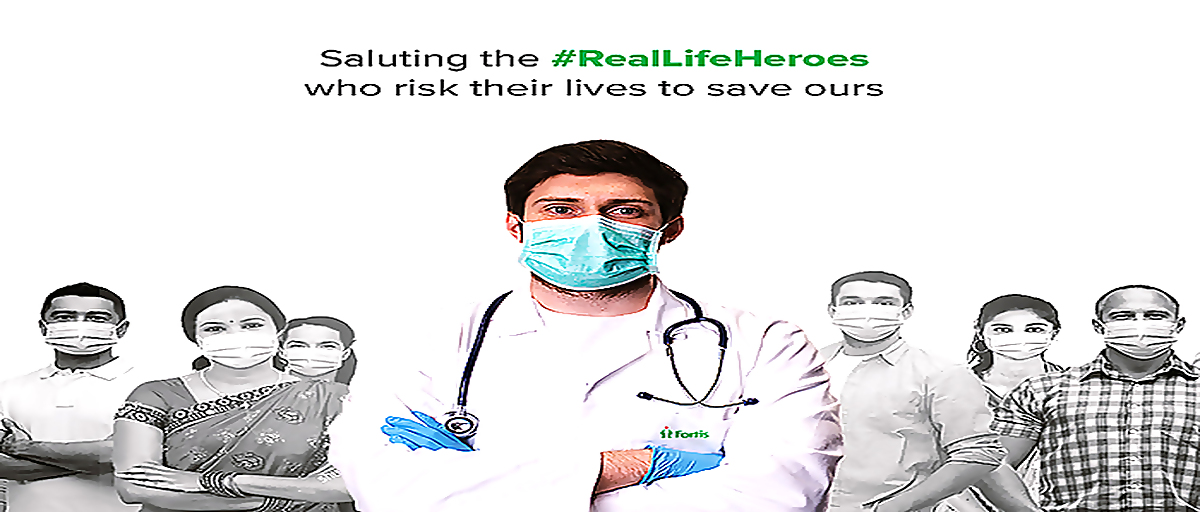 Saluting the #RealLifeHeroes
who risk their lives to save ours
Fortis